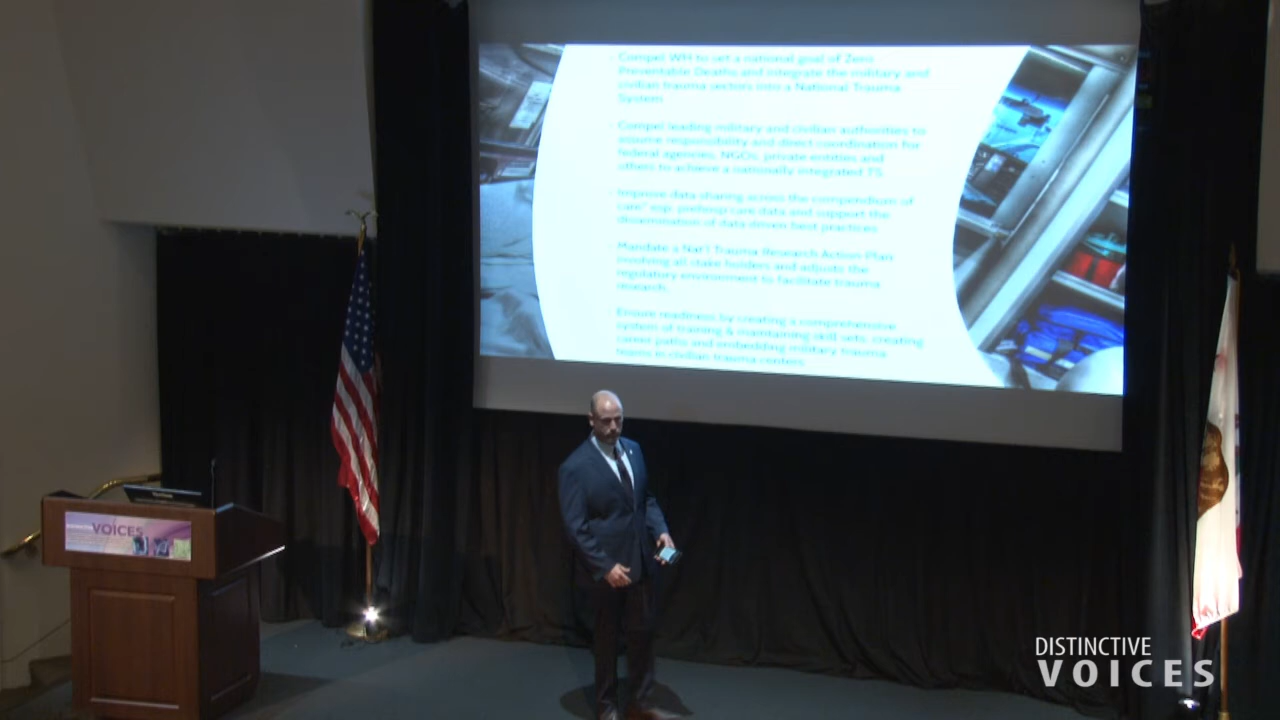 Compel WH to set a national goal of Zero
Preventable Deaths and integrate the military and
civilian trauma sectors into a National Trauma
System
Compel leading military and civilian authorities to
assume responsibility and direct coordination for
federal agencies, NGOs, private entities and
others to achieve a nationally integrated TS.
Improve data sharing across the compendium of
care" esp. prehosp care data and support the
dissemination of data driven best practices
Mandate a Nat'l Trauma Research Action Plan
involving all stake holders and adjusts the
regulatory environment to facilitate trauma
research.
Ensure readiness by creating a comprehensive
system of training & maintaining skill sets, creating
career paths and embedding military trauma
teams in civilian trauma centers
VOICES
DISTINCTIVE
VOICES